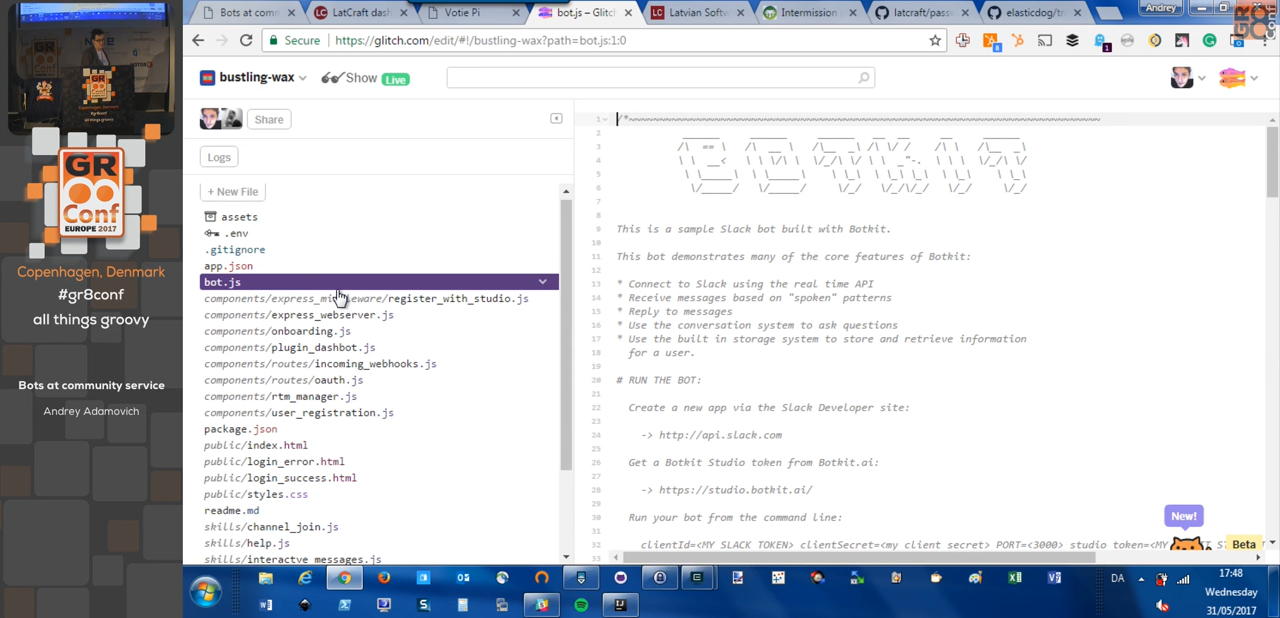 GR8
Conf
EUROPE 2017
Copenhagen, Denmark
#gr8conf
all things groovy
Bots at community service
Andrey Adamovich
Bots at comm
LatCraft dash
Votie Pi
bot.js – Glitch
Latvian Softw
Intermission
latcraft/pass
elasticdog/tr
Andrey
Secure
https://glitch.com/edit/#!/bustling-wax?path=bot.js:1:0
bustling-wax
Show
Live
Share
Logs
+ New File
assets
.env
.gitignore
app.json
bot.js
components/express_middleware/register_with_studio.js
components/express_webserver.js
components/onboarding.js
components/plugin_dashbot.js
components/routes/incoming_webhooks.js
components/routes/oauth.js
components/rtm_manager.js
components/user_registration.js
package.json
public/index.html
public/login_error.html
public/login_success.html
public/styles.css
readme.md
skills/channel_join.js
skills/help.js
skills/interactve_messages.js
This is a sample Slack bot built with Botkit.
This bot demonstrates many of the core features of Botkit:
* Connect to Slack using the real time API
* Receive messages based on "spoken" patterns
* Reply to messages
* Use the conversation system to ask questions
* Use the built in storage system to store and retrieve information
for a user.
# RUN THE BOT:
Create a new app via the Slack Developer site:
-> http://api.slack.com
Get a Botkit Studio token from Botkit.ai:
-> https://studio.botkit.ai/
Run your bot from the command line:
clientId=<MY SLACK TOKEN> clientSecret=<my client secret> PORT=<3000> studio_token=<MY
New!
Beta
DA
17:48
Wednesday
31/05/2017